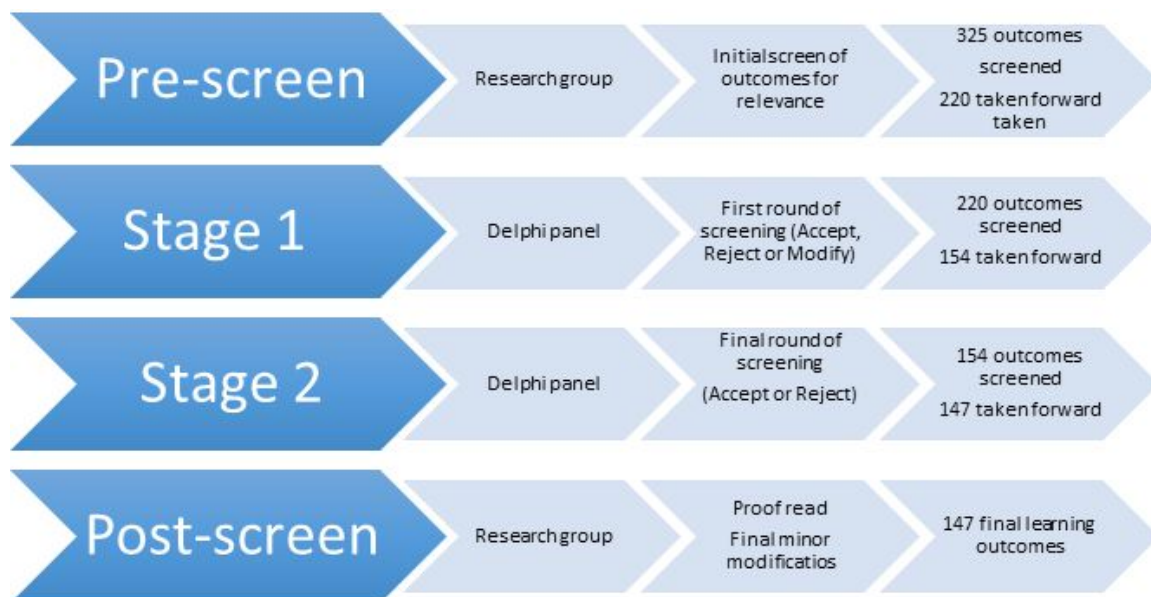 Pre-screen
Research group
Initial screen of
outcomes for
relevance
325 outcomes
screened
220 taken forward
taken
Stage 1
Delphi panel
First round of
screening (Accept,
Reject or Modify)
220 outcomes
screened
154 taken forward
Stage 2
Delphi panel
Final round of
screening
(Accept or Reject)
154 outcomes
screened
147 taken forward
Post-screen
Research group
Proof read
Final minor
modificatios
147 final learning
outcomes